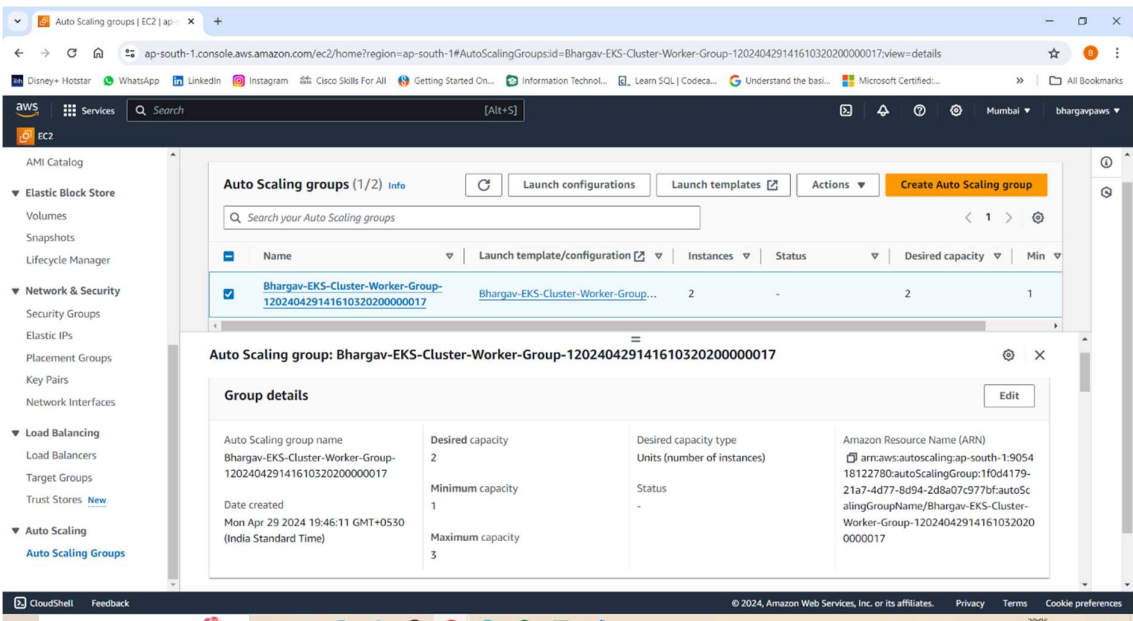 Auto Scaling groups | EC2 | ap-s
ap-south-1.console.aws.amazon.com/ec2/home?region=ap-south-1#AutoScalingGroups:id=Bhargav-EKS-Cluster-Worker-Group-120240429141610320200000017;view=details
Disney+ Hotstar WhatsApp LinkedIn Instagram Cisco Skills For All Getting Started On... Information Technol... Learn SQL | Codeca... Understand the basi... Microsoft Certified:... » All Bookmarks
aws Services Search [Alt+S] Mumbai bhargavpaws
EC2
AMI Catalog
Elastic Block Store
Volumes
Snapshots
Lifecycle Manager
Network & Security
Security Groups
Elastic IPs
Placement Groups
Key Pairs
Network Interfaces
Load Balancing
Load Balancers
Target Groups
Trust Stores New
Auto Scaling
Auto Scaling Groups
Auto Scaling groups (1/2) Info
Launch configurations Launch templates Actions Create Auto Scaling group
Search your Auto Scaling groups
1
Name Launch template/configuration Instances Status Desired capacity Min
Bhargav-EKS-Cluster-Worker-Group-
120240429141610320200000017
Bhargav-EKS-Cluster-Worker-Group... 2 - 2 1
Auto Scaling group: Bhargav-EKS-Cluster-Worker-Group-120240429141610320200000017
Group details
Edit
Auto Scaling group name
Bhargav-EKS-Cluster-Worker-Group-
120240429141610320200000017
Date created
Mon Apr 29 2024 19:46:11 GMT+0530
(India Standard Time)
Desired capacity
2
Minimum capacity
1
Maximum capacity
3
Desired capacity type
Units (number of instances)
Status
-
Amazon Resource Name (ARN)
arn:aws:autoscaling:ap-south-1:9054
18122780:autoScalingGroup:1f0d4179-
21a7-4d77-8d94-2d8a07c977bf:autoSc
alingGroupName/Bhargav-EKS-Cluster-
Worker-Group-12024042914161032020
0000017
CloudShell Feedback
© 2024, Amazon Web Services, Inc. or its affiliates. Privacy Terms Cookie preferences